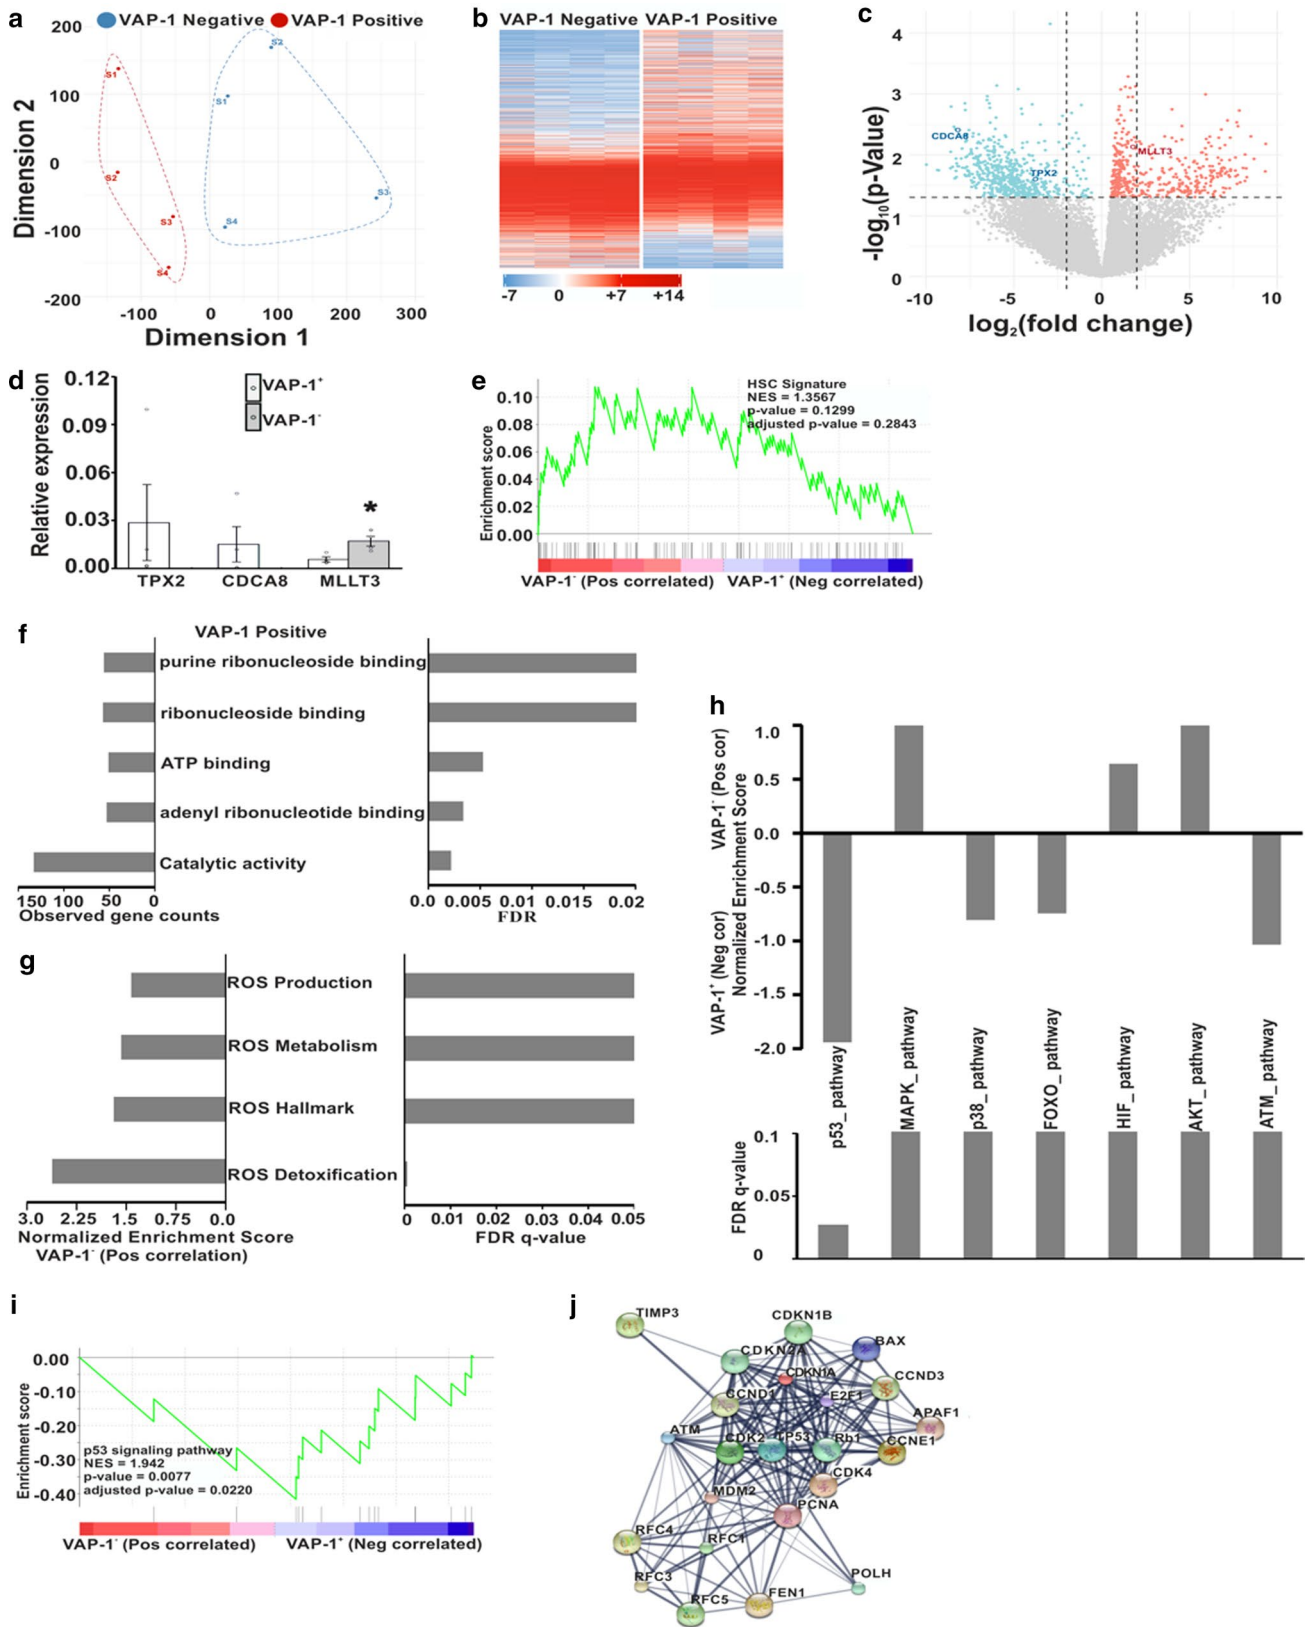 a
VAP-1 Negative VAP-1 Positive
200
100
0
-100
-200
Dimension 2
S1
S2
S3
S4
S2
S1
S3
S4
-100 0 100 200 300
Dimension 1
b
VAP-1 Negative VAP-1 Positive
-7 0 +7 +14
c
4
3
2
1
0
-log10(p-Value)
CDCA8
TPX2
MLLT3
-10 -5 0 5 10
log2(fold change)
d
0.12
0.09
0.06
0.03
0.00
Relative expression
VAP-1+
VAP-1-
*
TPX2 CDCA8 MLLT3
e
HSC Signature
NES = 1.3567
p-value = 0.1299
adjusted p-value = 0.2843
0.10
0.08
0.06
0.04
0.02
0.00
Enrichment score
VAP-1- (Pos correlated) VAP-1+ (Neg correlated)
f
VAP-1 Positive
purine ribonucleoside binding
ribonucleoside binding
ATP binding
adenyl ribonucleotide binding
Catalytic activity
150 100 50 0
Observed gene counts
0.0 0.005 0.01 0.015 0.02
FDR
g
ROS Production
ROS Metabolism
ROS Hallmark
ROS Detoxification
3.0 2.25 1.5 0.75 0.0
Normalized Enrichment Score
VAP-1- (Pos correlation)
0 0.01 0.02 0.03 0.04 0.05
FDR q-value
h
1.0
0.5
0.0
-0.5
-1.0
-1.5
-2.0
VAP-1+ (Neg cor) VAP-1- (Pos cor)
Normalized Enrichment Score
p53_ pathway
MAPK_ pathway
p38_ pathway
FOXO_ pathway
HIF_ pathway
AKT_ pathway
ATM_ pathway
0.1
0.05
0
FDR q-value
i
0.00
-0.10
-0.20
-0.30
-0.40
Enrichment score
p53 signaling pathway
NES = 1.942
p-value = 0.0077
adjusted p-value = 0.0220
VAP-1- (Pos correlated) VAP-1+ (Neg correlated)
j
TIMP3
CDKN1B
CDKN2A
BAX
CDKN1A
CCND3
CCND1
E2F1
APAF1
ATM
CDK2
TP53
Rb1
CCNE1
CDK4
MDM2
PCNA
RFC4
RFC1
RFC3
POLH
FEN1
RFC5